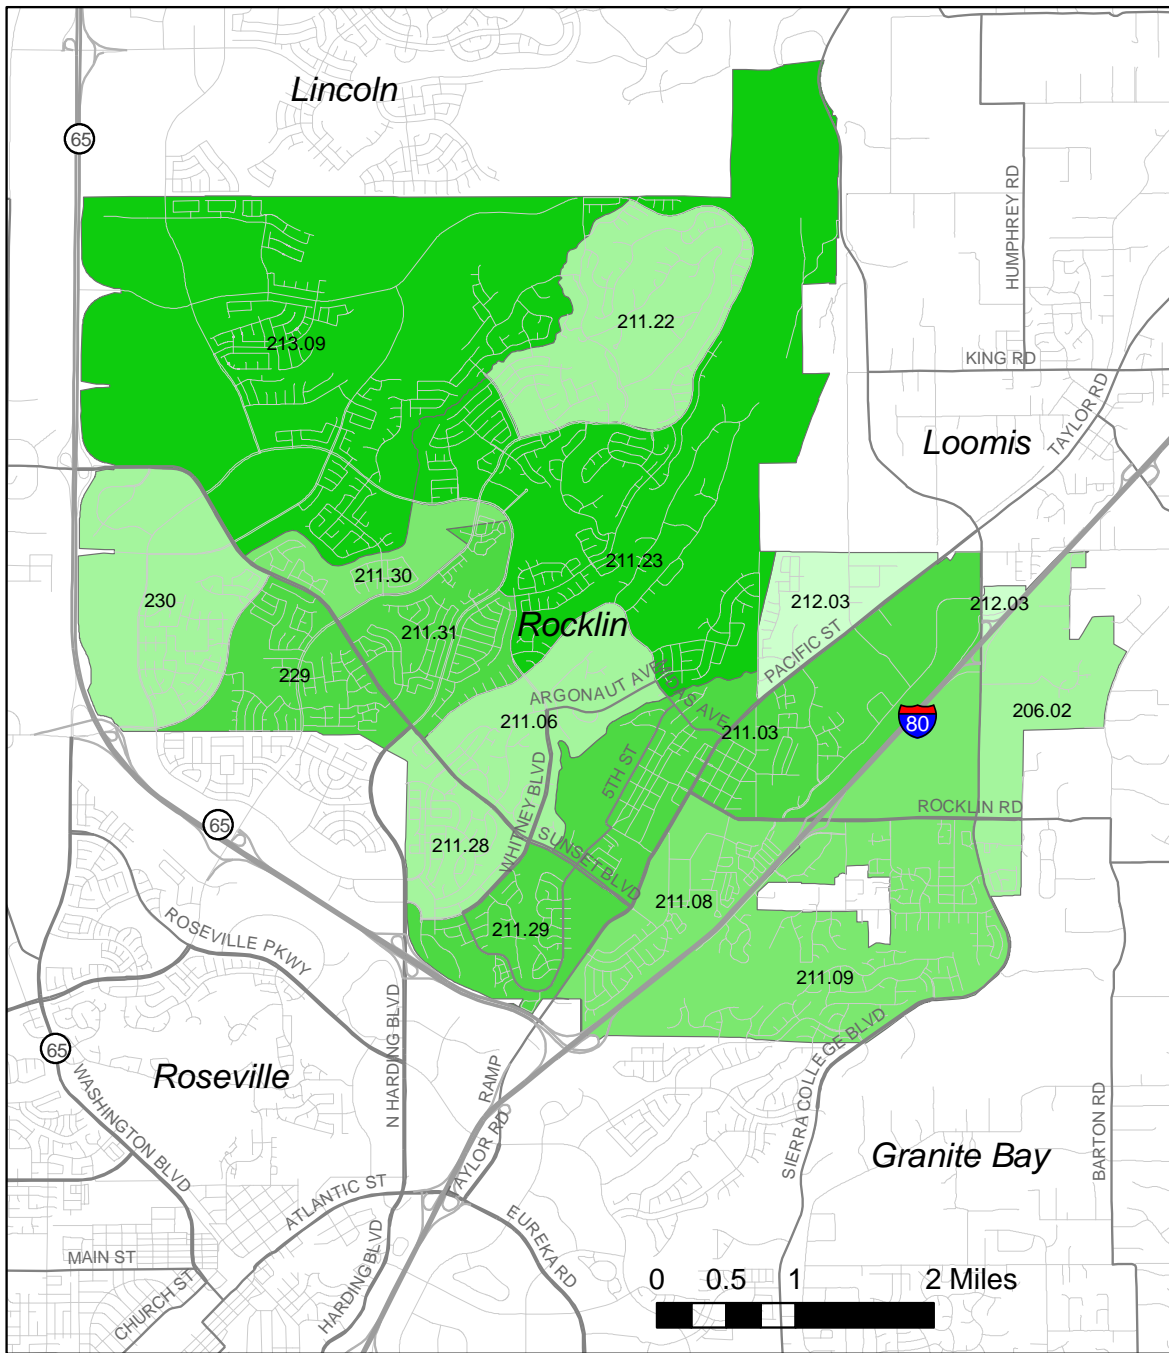 Lincoln
65
HUMPHREY RD
211.22
213.09
KING RD
TAYLOR RD
Loomis
211.23
211.30
230
212.03
212.03
Rocklin
211.31
PACIFIC ST
229
ARGONAUT AVE
MIDAS AVE
206.02
211.06
211.03
80
5TH ST
ROCKLIN RD
65
WHITNEY BLVD
211.28
SUNSET BLVD
211.08
211.29
ROSEVILLE PKWY
211.09
N HARDING BLVD
SIERRA COLLEGE BLVD
65
Roseville
RAMP
WASHINGTON BLVD
TAYLOR RD
BARTON RD
Granite Bay
ATLANTIC ST
EUREKA RD
MAIN ST
HARDING BLVD
CHURCH ST
0 0.5 1 2 Miles